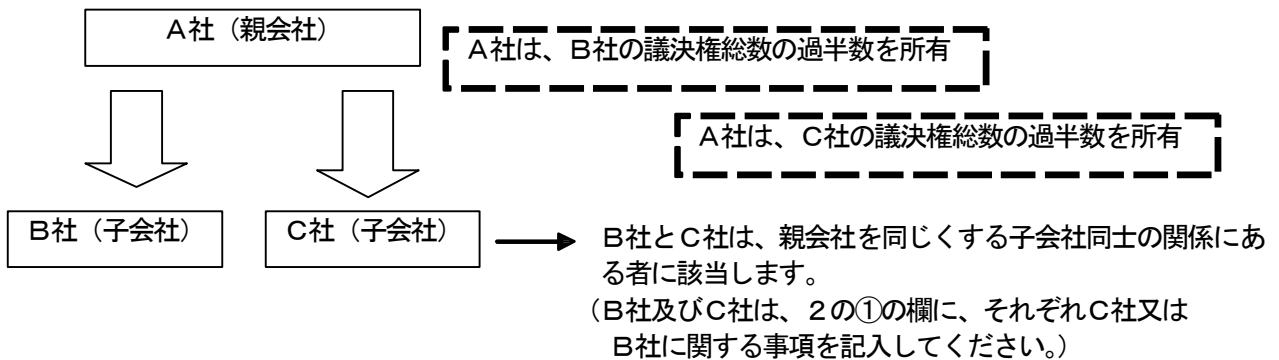 A社（親会社）
A社は、B社の議決権総数の過半数を所有
A社は、C社の議決権総数の過半数を所有
B社（子会社）
C社（子会社）
B社とC社は、親会社を同じくする子会社同士の関係にあ
る者に該当します。
（B社及びC社は、２の①の欄に、それぞれC社又は
B社に関する事項を記入してください。）